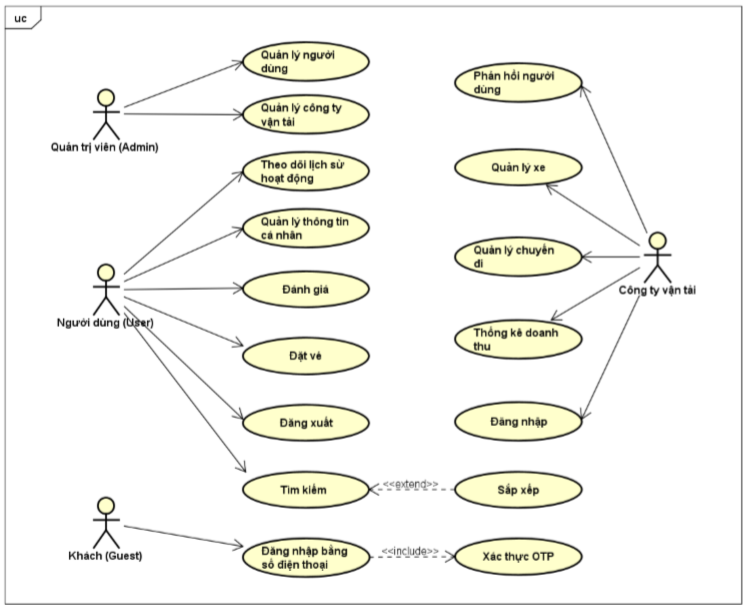 uc
Quản lý người
dùng
Quản lý công ty
vận tải
Quản trị viên (Admin)
Theo dõi lịch sử
hoạt động
Quản lý thông tin
cá nhân
Đánh giá
Người dùng (User)
Đặt vé
Đăng xuất
Tìm kiếm
<<extend>>
Sắp xếp
Khách (Guest)
Đăng nhập bằng
số điện thoại
<<include>>
Xác thực OTP
Phản hồi người
dùng
Quản lý xe
Quản lý chuyến
đi
Công ty vận tải
Thống kê doanh
thu
Đăng nhập